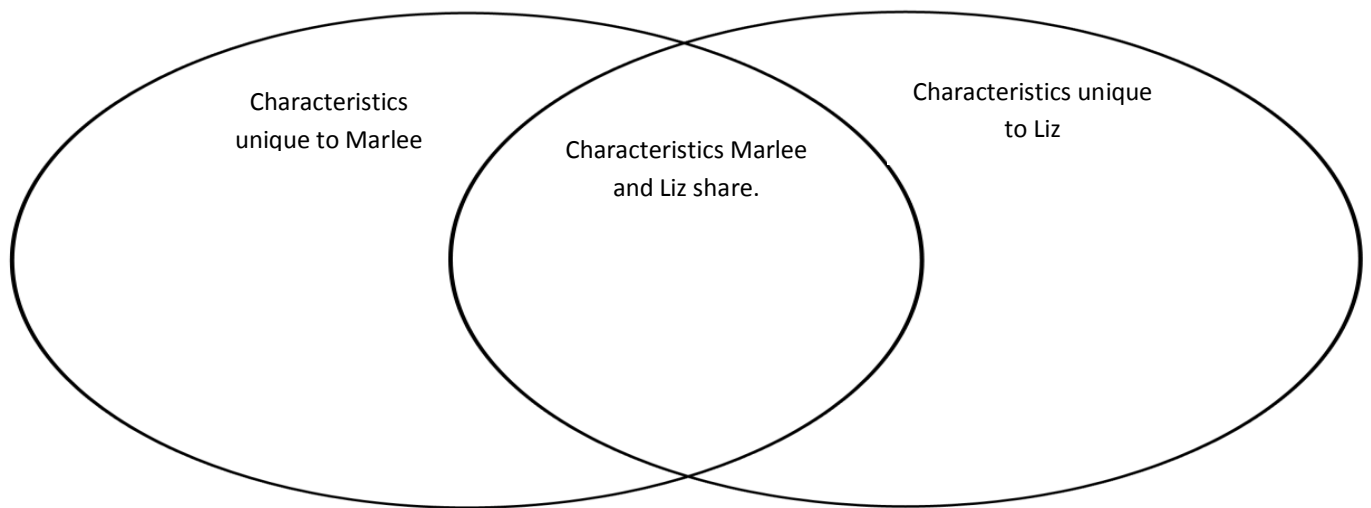 Characteristics
unique to Marlee
Characteristics Marlee
and Liz share.
Characteristics unique
to Liz